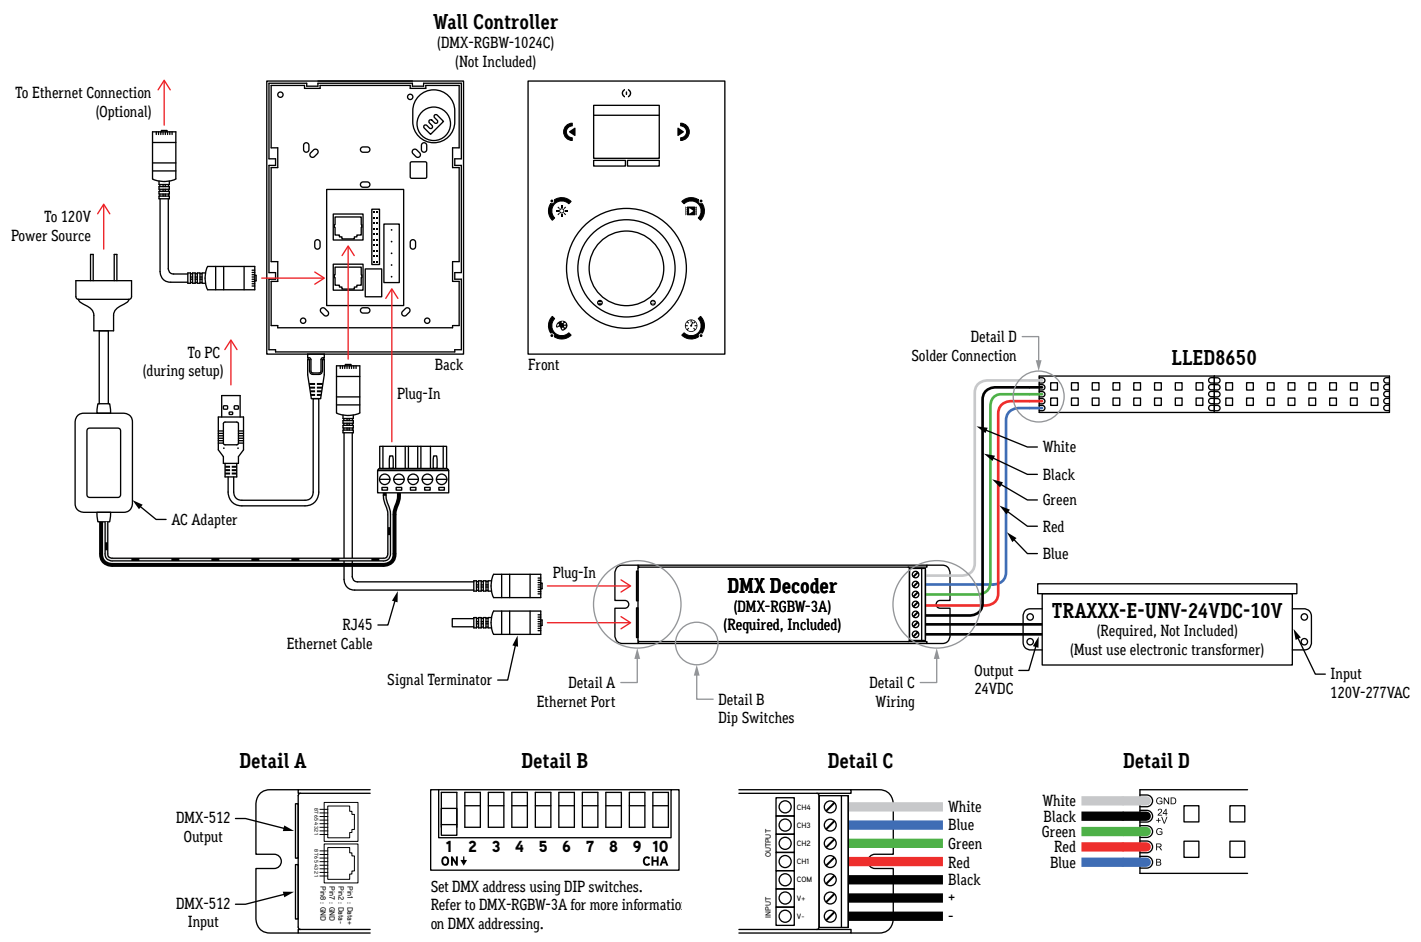 Wall Controller
(DMX-RGBW-1024C)
(Not Included)
To Ethernet Connection
(Optional)
To 120V
Power Source
To PC
(during setup)
Back
Front
Plug-In
AC Adapter
Detail D
Solder Connection
LLED8650
White
Black
Green
Red
Blue
Plug-In
DMX Decoder
(DMX-RGBW-3A)
(Required, Included)
TRAXXX-E-UNV-24VDC-10V
(Required, Not Included)
(Must use electronic transformer)
RJ45
Ethernet Cable
Signal Terminator
Detail A
Ethernet Port
Detail B
Dip Switches
Detail C
Wiring
Output
24VDC
Input
120V-277VAC
Detail A
DMX-512
Output
DMX-512
Input
87654321
87654321
Pin1 : Data+
Pin2 : Data-
Pin7 : GND
Pin8 : GND
Detail B
1 2 3 4 5 6 7 8 9 10
ON CHA
Set DMX address using DIP switches.
Refer to DMX-RGBW-3A for more informatio
on DMX addressing.
Detail C
OUTPUT
INPUT
CH4 White
CH3 Blue
CH2 Green
CH1 Red
COM Black
V+ +
V- -
Detail D
White GND
Black 24 +V
Green G
Red R
Blue B